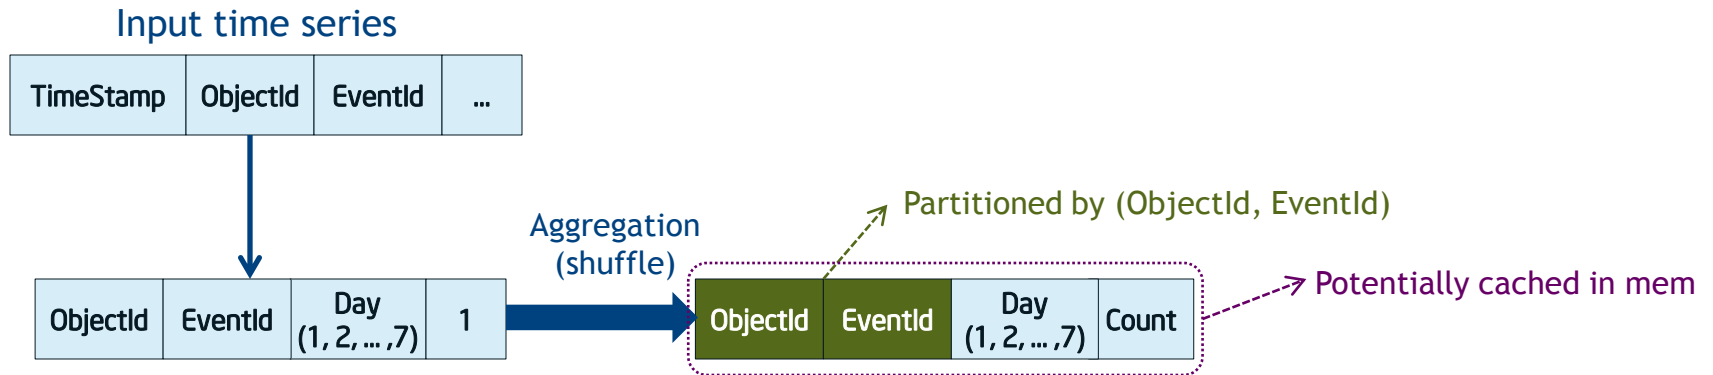 Input time series
TimeStamp ObjectId EventId ...
Partitioned by (ObjectId, EventId)
Aggregation
(shuffle)
Potentially cached in mem
ObjectId EventId Day
(1, 2, ... ,7) 1
ObjectId EventId Day
(1, 2, ... ,7) Count